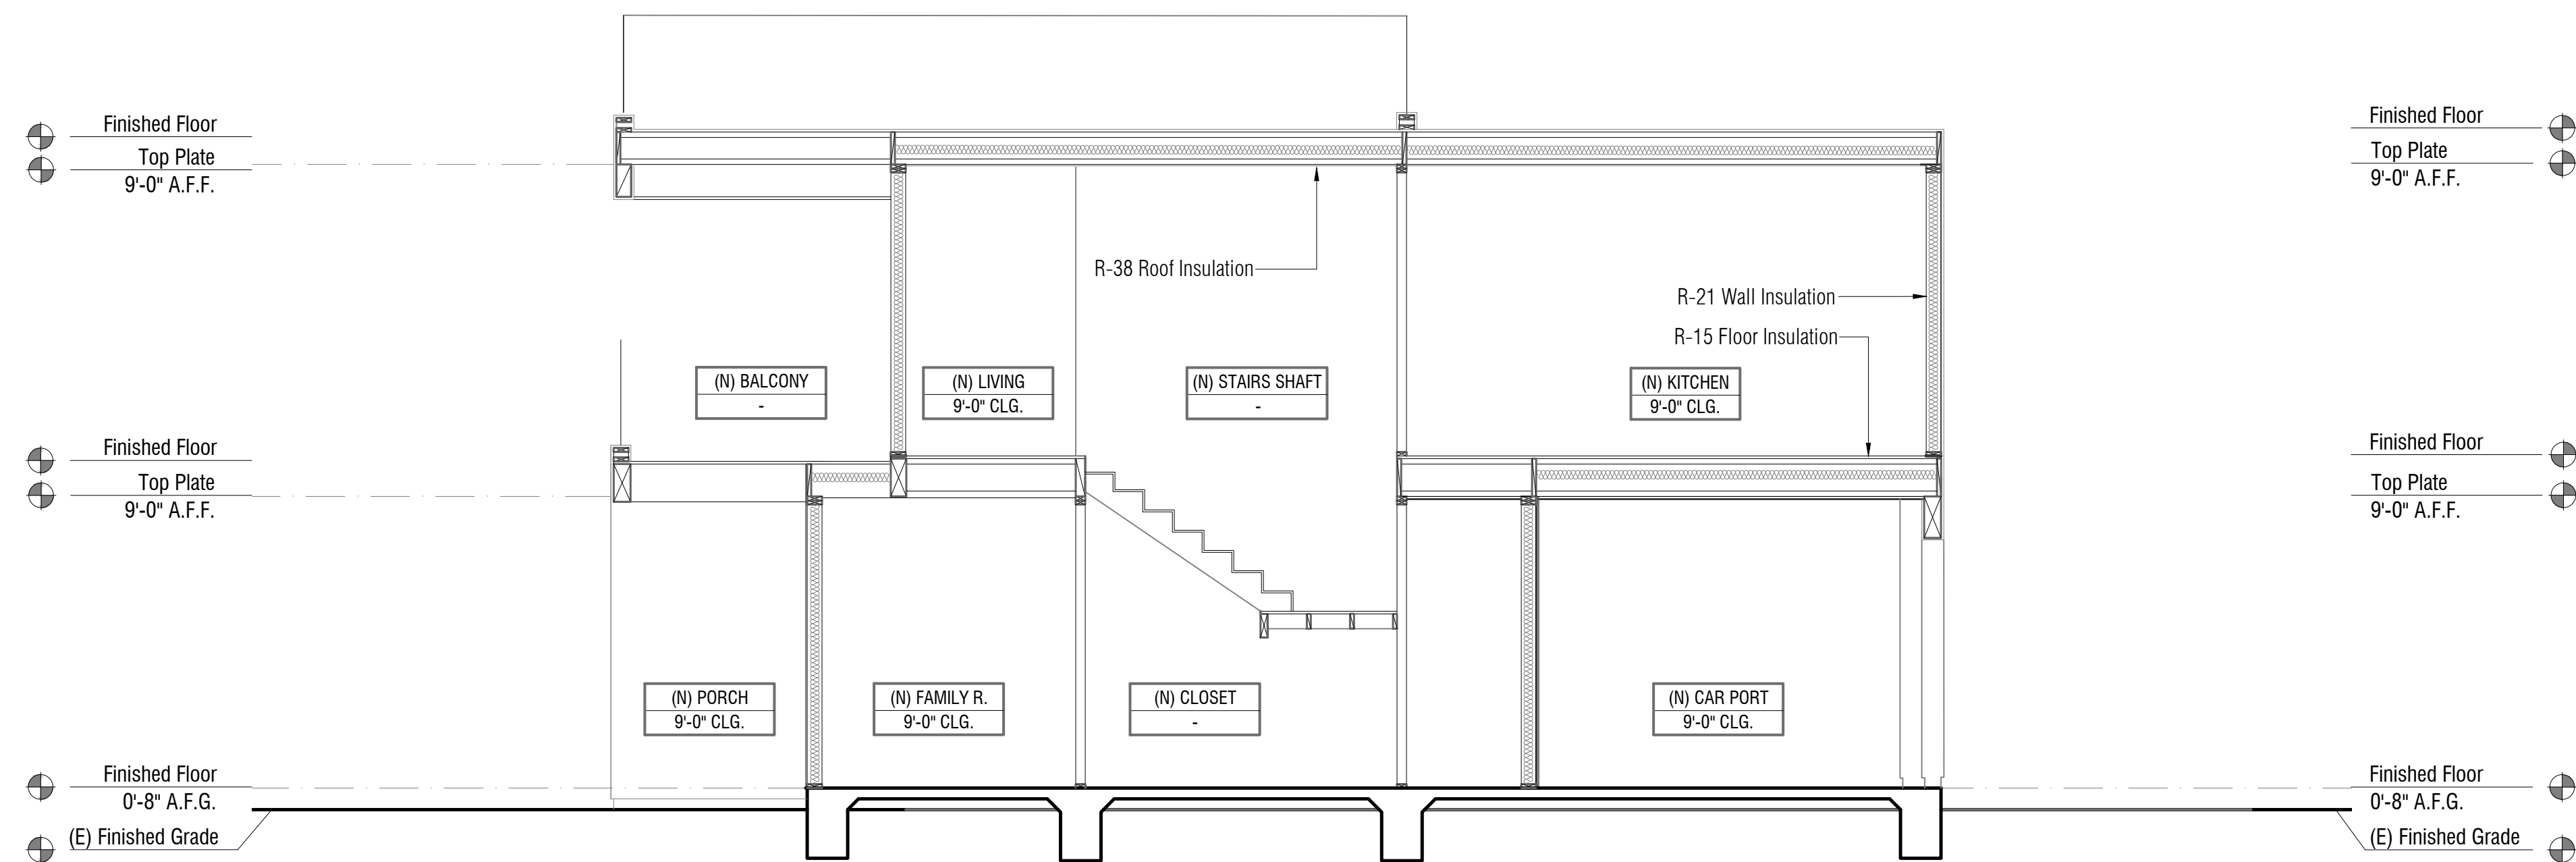 Finished Floor
Top Plate
9'-0" A.F.F.
Finished Floor
Top Plate
9'-0" A.F.F.
R-38 Roof Insulation
R-21 Wall Insulation
R-15 Floor Insulation
(N) BALCONY
-
(N) LIVING
9'-0" CLG.
(N) STAIRS SHAFT
-
(N) KITCHEN
9'-0" CLG.
Finished Floor
Top Plate
9'-0" A.F.F.
Finished Floor
Top Plate
9'-0" A.F.F.
(N) PORCH
9'-0" CLG.
(N) FAMILY R.
9'-0" CLG.
(N) CLOSET
-
(N) CAR PORT
9'-0" CLG.
Finished Floor
0'-8" A.F.G.
(E) Finished Grade
Finished Floor
0'-8" A.F.G.
(E) Finished Grade